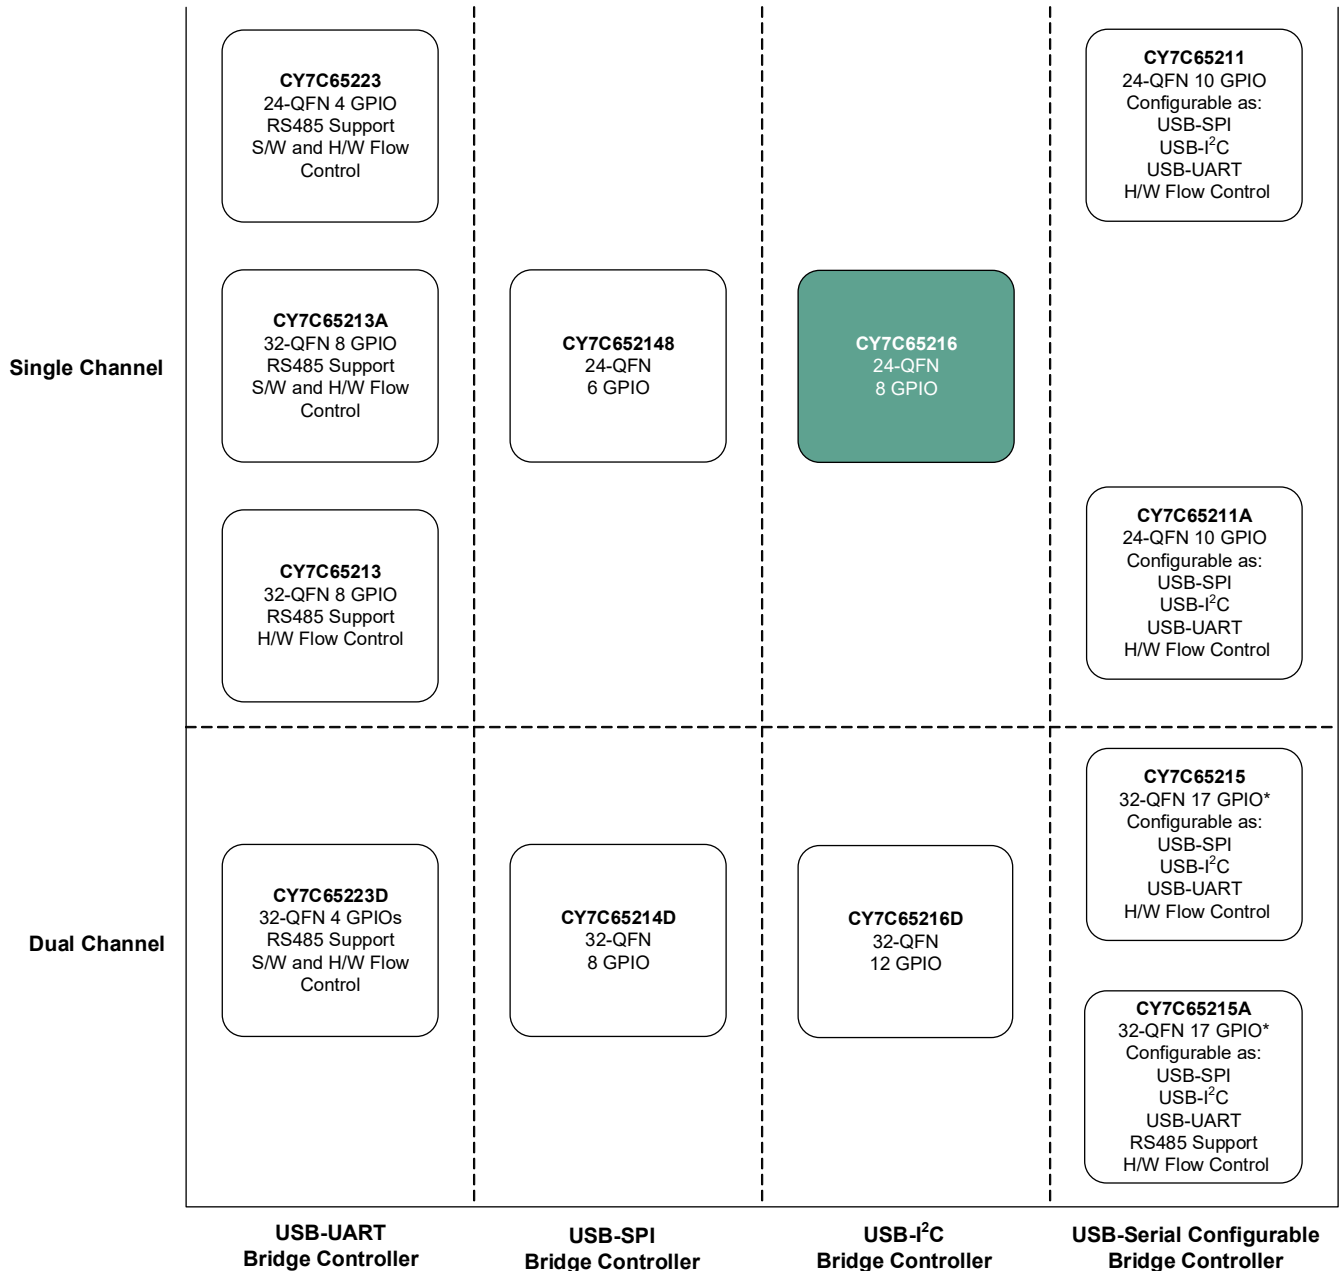 CY7C65223
24-QFN 4 GPIO
RS485 Support
S/W and H/W Flow
Control
CY7C65211
24-QFN 10 GPIO
Configurable as:
USB-SPI
USB-I²C
USB-UART
H/W Flow Control
Single Channel
CY7C65213A
32-QFN 8 GPIO
RS485 Support
S/W and H/W Flow
Control
CY7C652148
24-QFN
6 GPIO
CY7C65216
24-QFN
8 GPIO
CY7C65213
32-QFN 8 GPIO
RS485 Support
H/W Flow Control
CY7C65211A
24-QFN 10 GPIO
Configurable as:
USB-SPI
USB-I²C
USB-UART
H/W Flow Control
Dual Channel
CY7C65223D
32-QFN 4 GPIOs
RS485 Support
S/W and H/W Flow
Control
CY7C65214D
32-QFN
8 GPIO
CY7C65216D
32-QFN
12 GPIO
CY7C65215
32-QFN 17 GPIO*
Configurable as:
USB-SPI
USB-I²C
USB-UART
H/W Flow Control
CY7C65215A
32-QFN 17 GPIO*
Configurable as:
USB-SPI
USB-I²C
USB-UART
RS485 Support
H/W Flow Control
USB-UART
Bridge Controller
USB-SPI
Bridge Controller
USB-I²C
Bridge Controller
USB-Serial Configurable
Bridge Controller